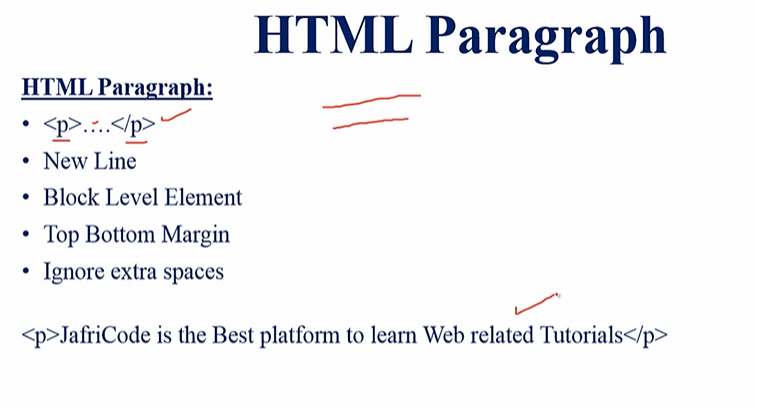 HTML Paragraph
HTML Paragraph:
• <p>....</p>
• New Line
• Block Level Element
• Top Bottom Margin
• Ignore extra spaces
<p>JafriCode is the Best platform to learn Web related Tutorials</p>